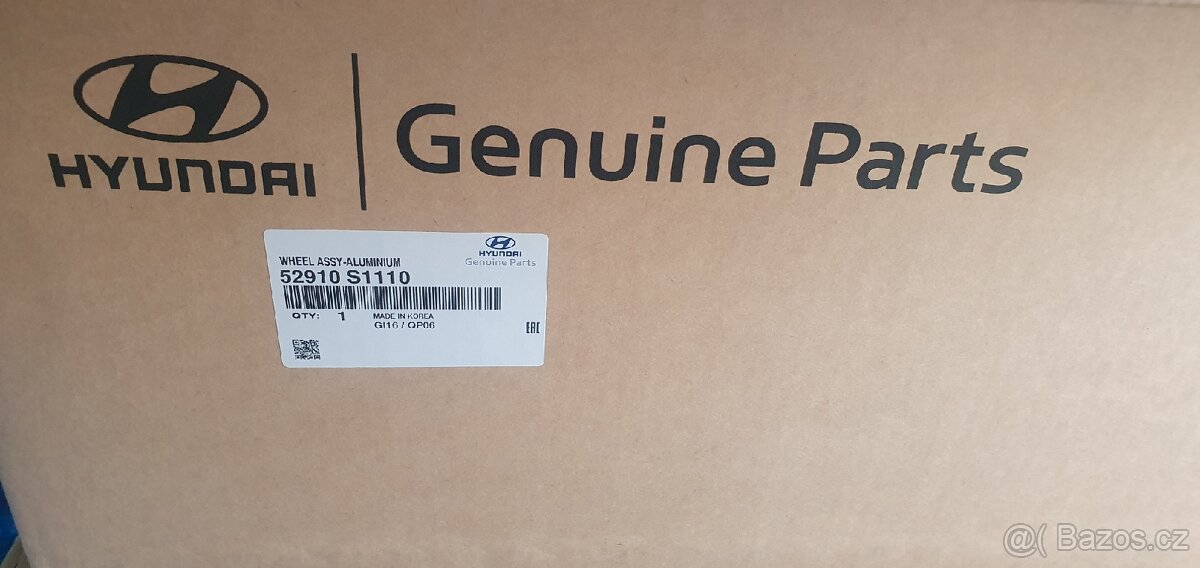 HYUNDAI
Genuine Parts
WHEEL ASSY-ALUMINIUM
52910 S1110
HYUNDAI
Genuine Parts
QTY: 1
MADE IN KOREA
GI16 / QP06
EAC
@( Bazos.cz